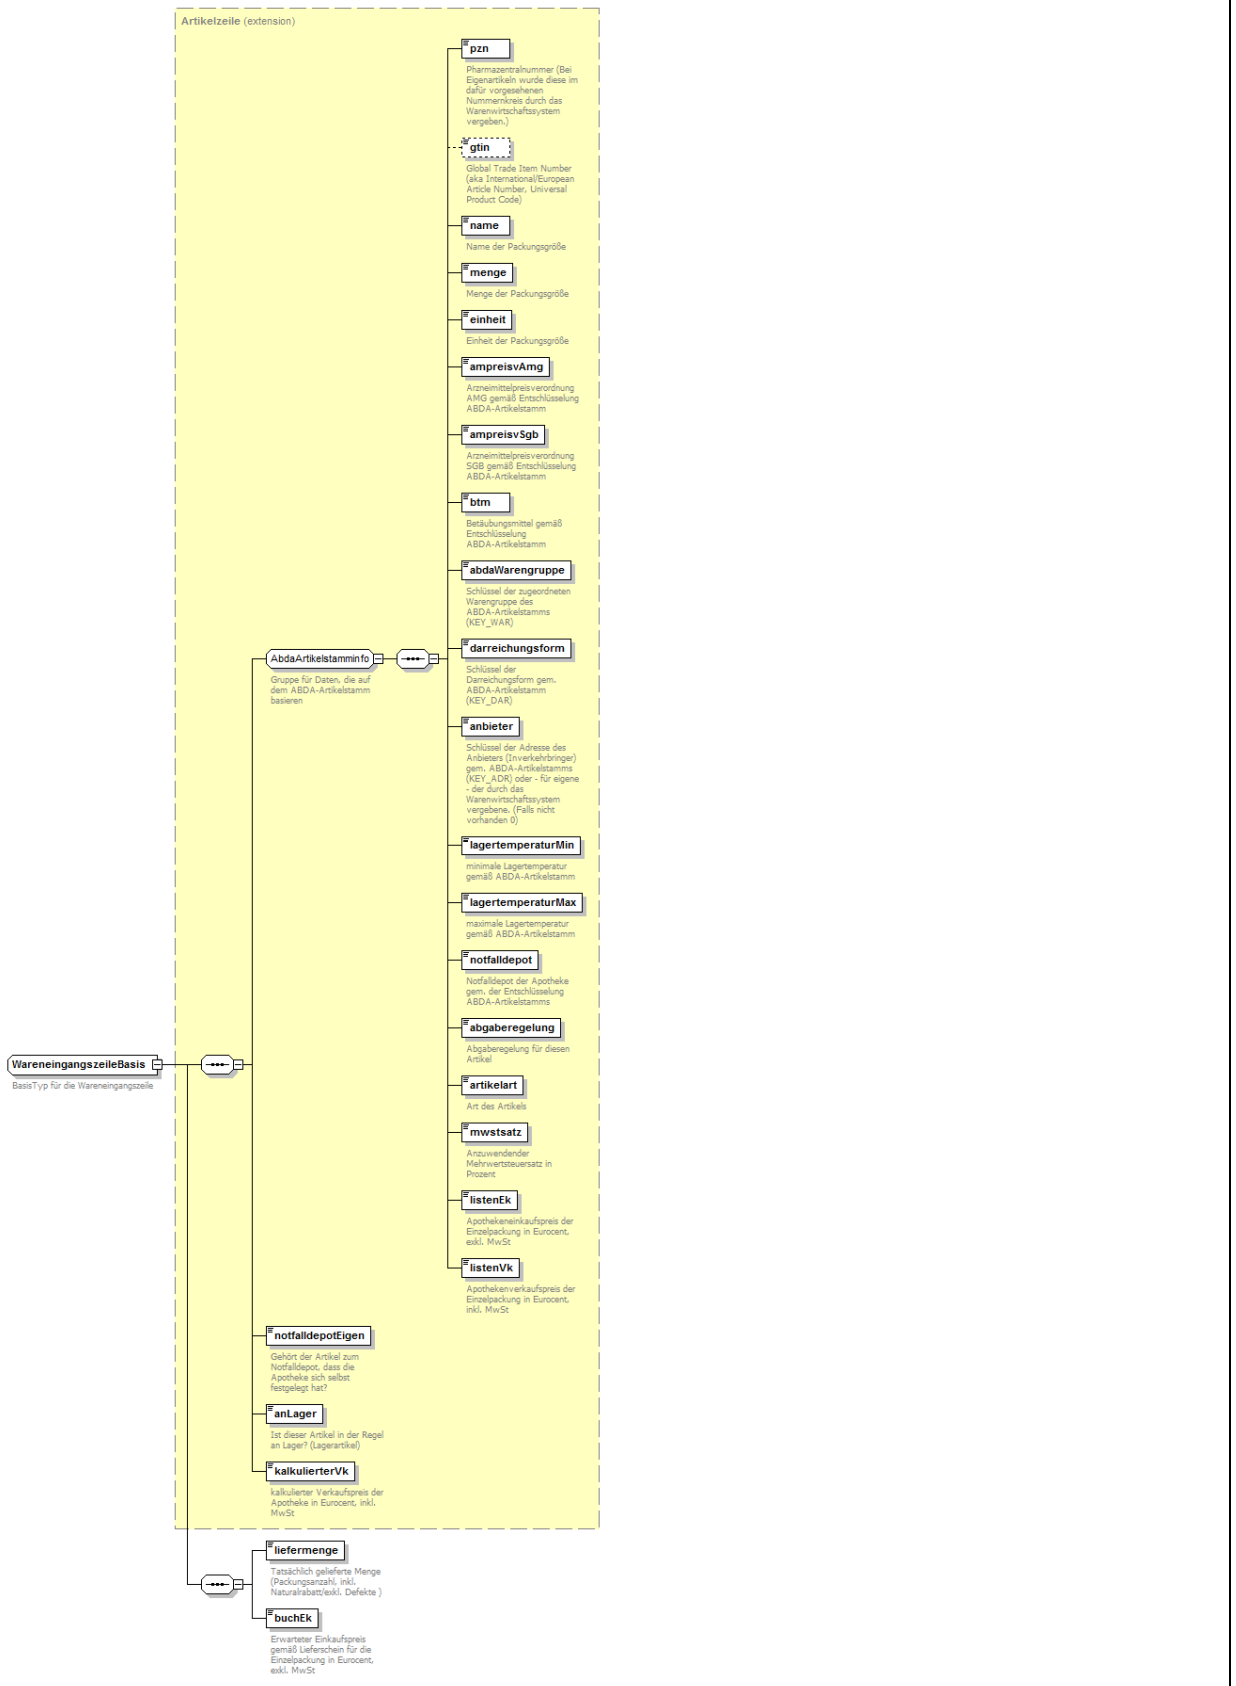 Artikelzeile (extension)
pzn
Pharmazentralnummer (Bei
Eigenartikeln wurde diese im
dafür vorgesehenen
Nummernkreis durch das
Warenwirtschaftssystem
vergeben.)
gtin
Global Trade Item Number
(aka International/European
Article Number, Universal
Product Code)
name
Name der Packungsgröße
menge
Menge der Packungsgröße
einheit
Einheit der Packungsgröße
ampreisvAmg
Arzneimittelpreisverordnung
AMG gemäß Entschlüsselung
ABDA-Artikelstamm
ampreisvSgb
Arzneimittelpreisverordnung
SGB gemäß Entschlüsselung
ABDA-Artikelstamm
btm
Betäubungsmittel gemäß
Entschlüsselung
ABDA-Artikelstamm
abdaWarengruppe
Schlüssel der zugeordneten
Warengruppe des
ABDA-Artikelstamms
(KEY_WAR)
AbdaArtikelstamminfo
Gruppe für Daten, die auf
dem ABDA-Artikelstamm
basieren
darreichungsform
Schlüssel der
Darreichungsform gem.
ABDA-Artikelstamm
(KEY_DAR)
anbieter
Schlüssel der Adresse des
Anbieters (Inverkehrbringer)
gem. ABDA-Artikelstamms
(KEY_ADR) oder - für eigene
- der durch das
Warenwirtschaftssystem
vergebene. (Falls nicht
vorhanden 0)
lagertemperaturMin
minimale Lagertemperatur
gemäß ABDA-Artikelstamm
lagertemperaturMax
maximale Lagertemperatur
gemäß ABDA-Artikelstamm
notfalldepot
Notfalldepot der Apotheke
gem. der Entschlüsselung
ABDA-Artikelstamms
abgaberegelung
Abgaberegelung für diesen
Artikel
WareneingangszeileBasis
BasisTyp für die Wareneingangszeile
artikelart
Art des Artikels
mwstsatz
Anzuwendender
Mehrwertsteuersatz in
Prozent
listenEk
Apothekeneinkaufspreis der
Einzelpackung in Eurocent,
exkl. MwSt
listenVk
Apothekenverkaufspreis der
Einzelpackung in Eurocent,
inkl. MwSt
notfalldepotEigen
Gehört der Artikel zum
Notfalldepot, dass die
Apotheke sich selbst
festgelegt hat?
anLager
Ist dieser Artikel in der Regel
an Lager? (Lagerartikel)
kalkulierterVk
kalkulierter Verkaufspreis der
Apotheke in Eurocent, inkl.
MwSt
liefermenge
Tatsächlich gelieferte Menge
(Packungsanzahl, inkl.
Naturalrabatt/exkl. Defekte )
buchEk
Erwarteter Einkaufspreis
gemäß Lieferschein für die
Einzelpackung in Eurocent,
exkl. MwSt